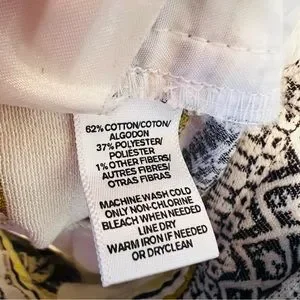 62% COTTON/COTON/
ALGODON
37% POLYESTER/
POLIESTER
1% OTHER FIBERS/
AUTRES FIBRES/
OTRAS FIBRAS
MACHINE WASH COLD
ONLY NON-CHLORINE
BLEACH WHEN NEEDED
LINE DRY
WARM IRON IF NEEDED
OR DRYCLEAN